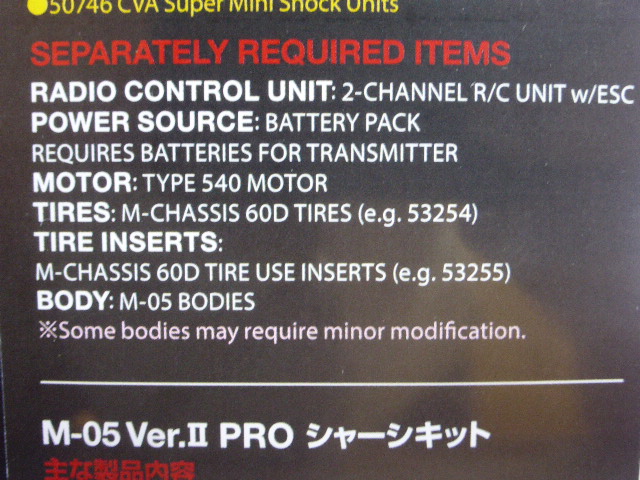 ●50746 CVA Super Mini Shock Units
SEPARATELY REQUIRED ITEMS
RADIO CONTROL UNIT: 2-CHANNEL R/C UNIT w/ESC
POWER SOURCE: BATTERY PACK
REQUIRES BATTERIES FOR TRANSMITTER
MOTOR: TYPE 540 MOTOR
TIRES: M-CHASSIS 60D TIRES (e.g. 53254)
TIRE INSERTS:
M-CHASSIS 60D TIRE USE INSERTS (e.g. 53255)
BODY: M-05 BODIES
※Some bodies may require minor modification.
M-05 Ver.II PRO シャーシキット
主な製品内容